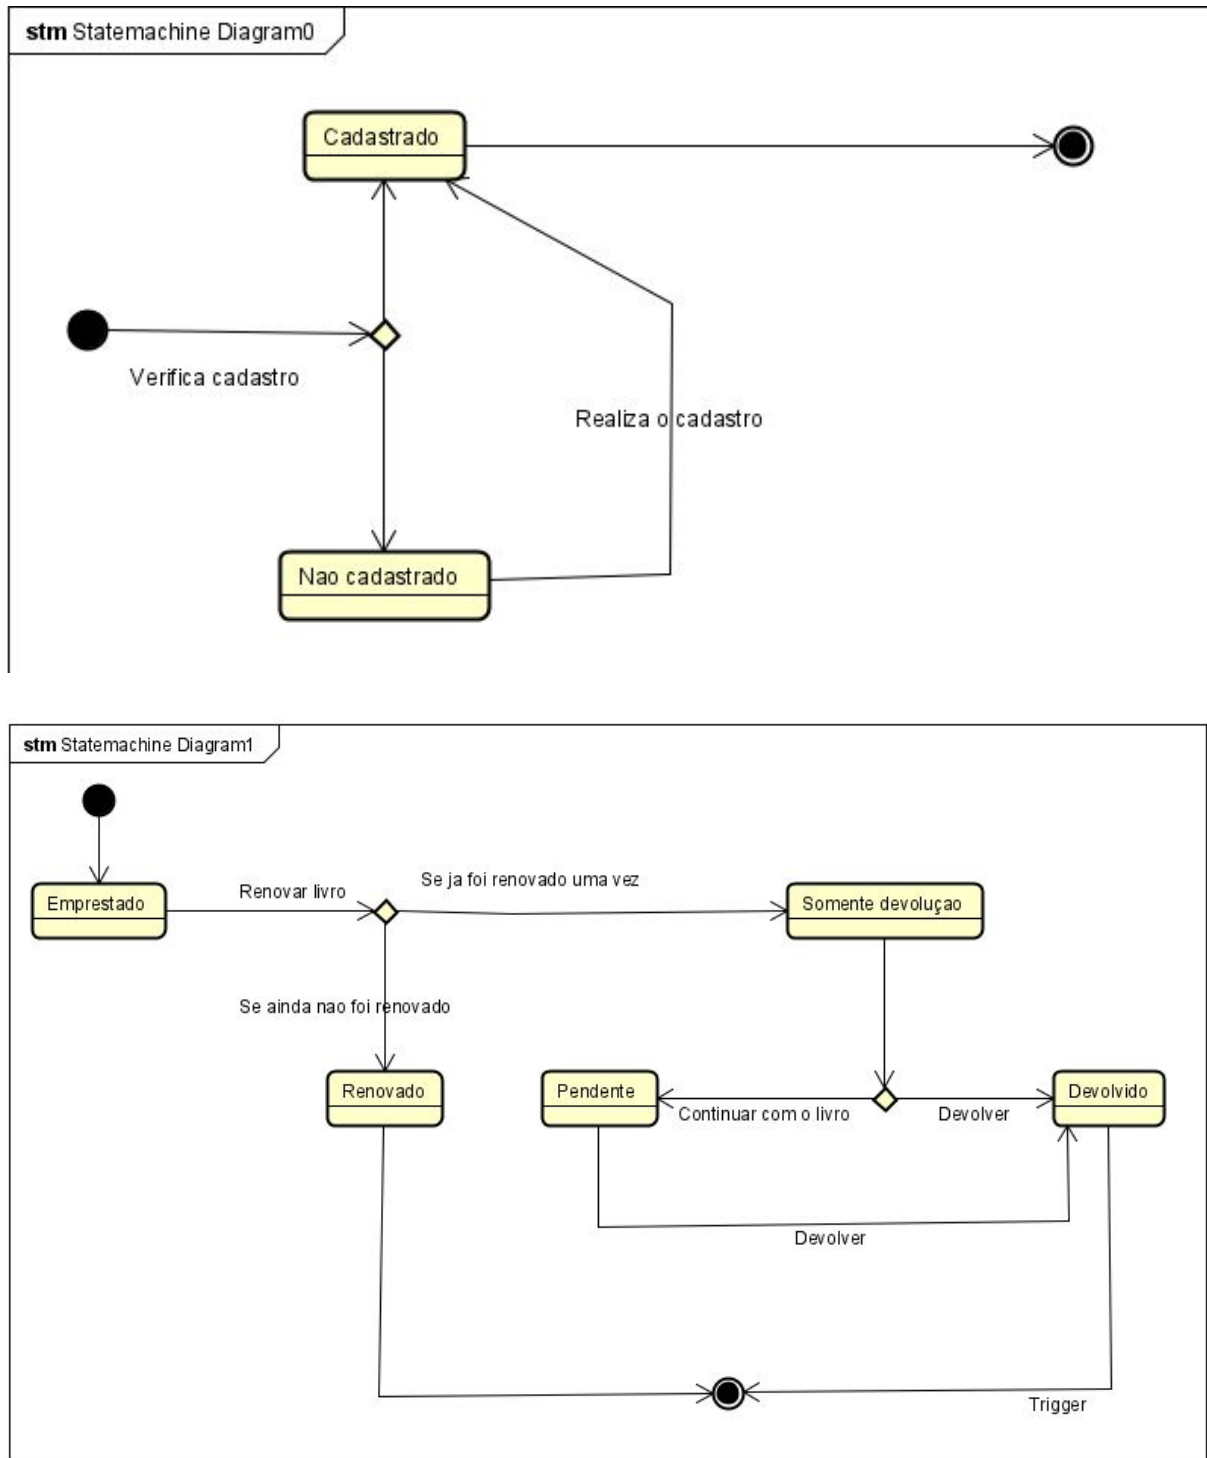 stm Statemachine Diagram0
Cadastrado
Verifica cadastro
Realiza o cadastro
Nao cadastrado
stm Statemachine Diagram1
Emprestado
Renovar livro
Se ja foi renovado uma vez
Somente devoluçao
Se ainda nao foi renovado
Renovado
Pendente
Continuar com o livro
Devolver
Devolvido
Devolver
Trigger